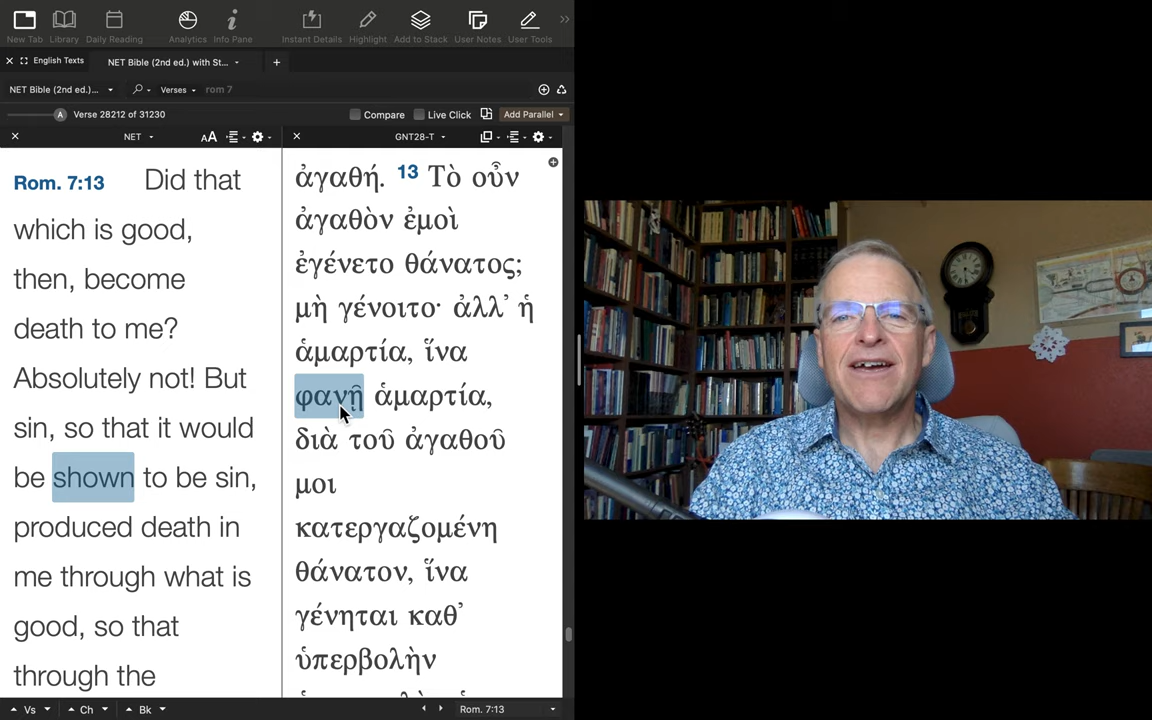 New Tab Library Daily Reading Analytics Info Pane Instant Details Highlight Add to Stack User Notes User Tools
English Texts NET Bible (2nd ed.) with St...
NET Bible (2nd ed.)... Verses rom 7
A Verse 28212 of 31230 Compare Live Click Add Parallel
NET AA
Rom. 7:13 Did that
which is good,
then, become
death to me?
Absolutely not! But
sin, so that it would
be shown to be sin,
produced death in
me through what is
good, so that
through the
GNT28-T
ἀγαθή. 13 Τὸ οὖν
ἀγαθὸν ἐμοὶ
ἐγένετο θάνατος;
μὴ γένοιτο· ἀλλ’ ἡ
ἁμαρτία, ἵνα
φανῇ ἁμαρτία,
διὰ τοῦ ἀγαθοῦ
μοι
κατεργαζομένη
θάνατον, ἵνα
γένηται καθ’
ὑπερβολὴν
Vs Ch Bk Rom. 7:13